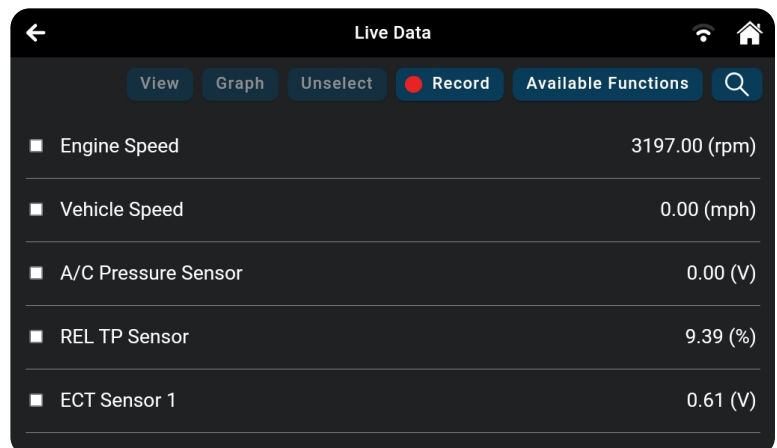 Live Data
View Graph Unselect Record Available Functions
Engine Speed 3197.00 (rpm)
Vehicle Speed 0.00 (mph)
A/C Pressure Sensor 0.00 (V)
REL TP Sensor 9.39 (%)
ECT Sensor 1 0.61 (V)